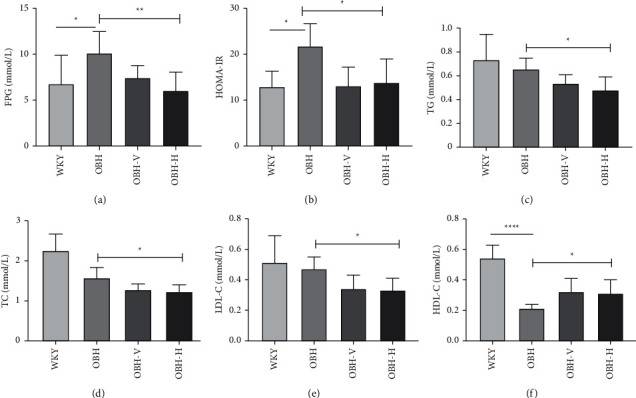 FPG (mmol/L)
15
10
5
0
*
**
WKY
OBH
OBH-V
OBH-H
(a)
HOMA-IR
30
20
10
0
*
*
WKY
OBH
OBH-V
OBH-H
(b)
TG (mmol/L)
1.0
0.8
0.6
0.4
0.2
0.0
*
WKY
OBH
OBH-V
OBH-H
(c)
TC (mmol/L)
3
2
1
0
*
WKY
OBH
OBH-V
OBH-H
(d)
LDL-C (mmol/L)
0.8
0.6
0.4
0.2
0.0
*
WKY
OBH
OBH-V
OBH-H
(e)
HDL-C (mmol/L)
0.8
0.6
0.4
0.2
0.0
****
*
WKY
OBH
OBH-V
OBH-H
(f)